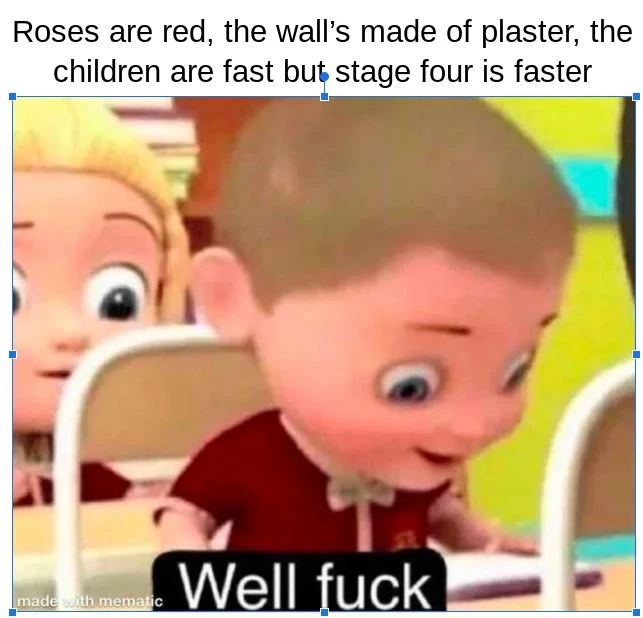 Roses are red, the wall’s made of plaster, the
children are fast but stage four is faster
Well fuck
made with mematic